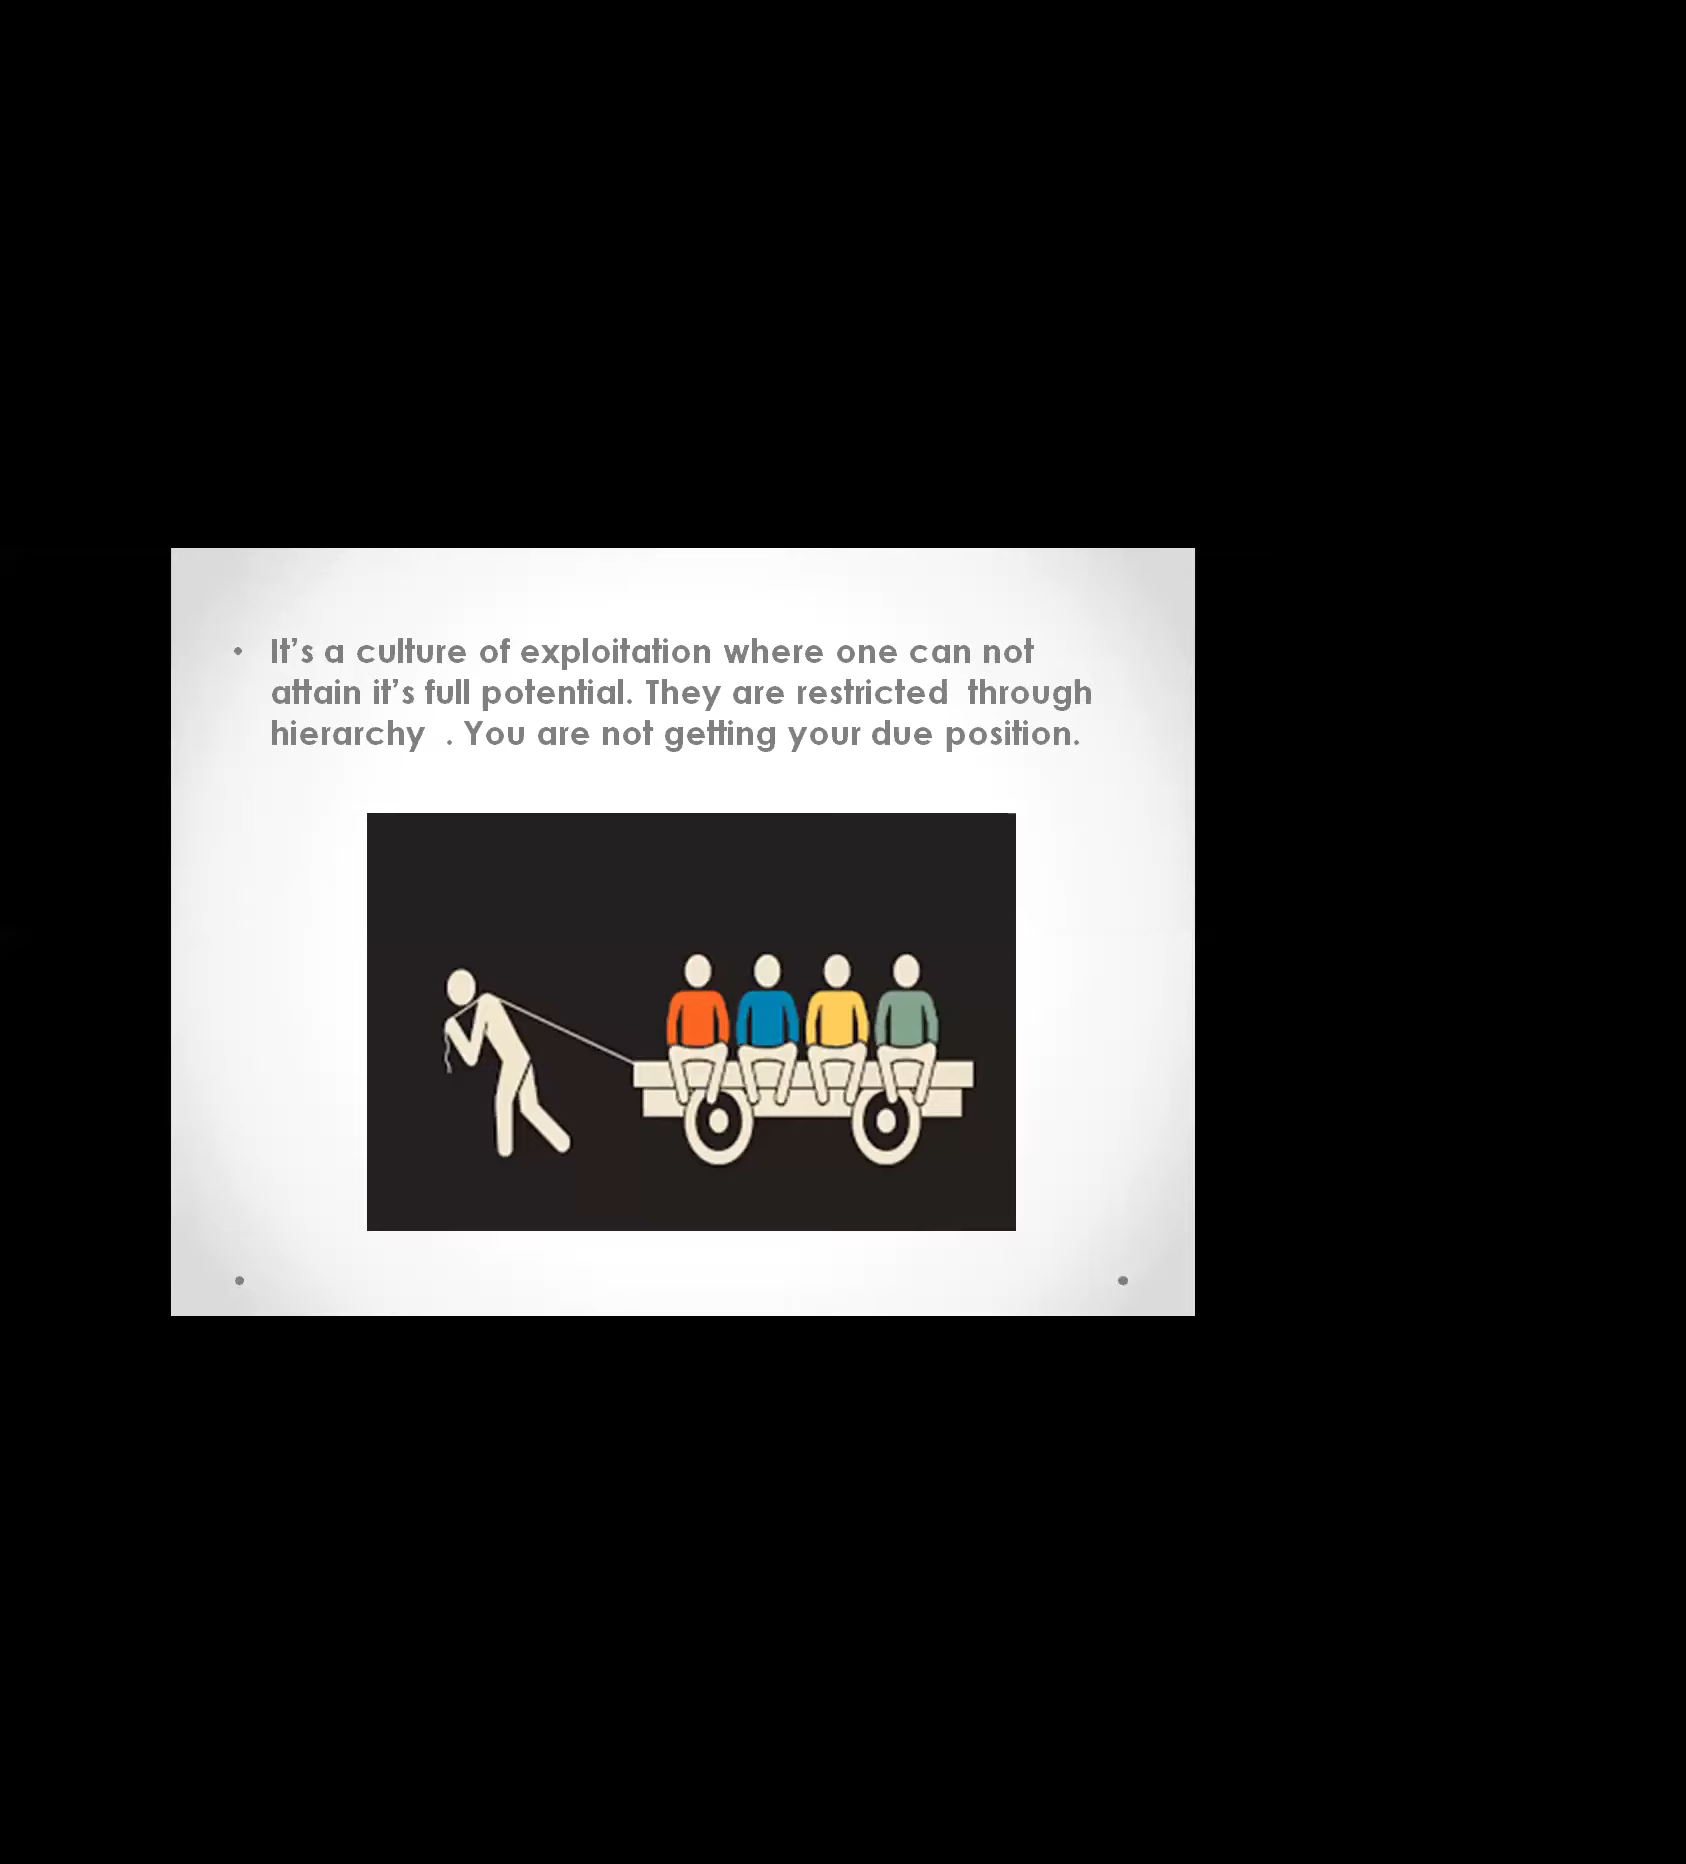 • It’s a culture of exploitation where one can not
attain it’s full potential. They are restricted  through
hierarchy  . You are not getting your due position.